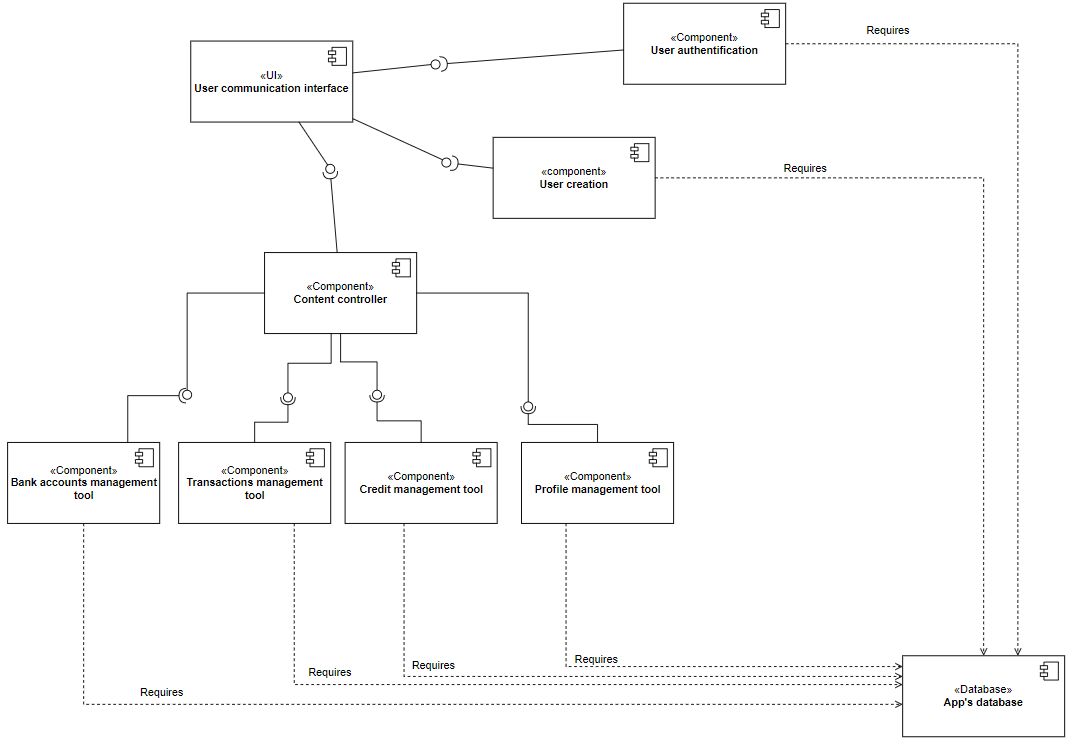 «Component»
User authentification
Requires
«UI»
User communication interface
«component»
User creation
Requires
«Component»
Content controller
«Component»
Bank accounts management
tool
«Component»
Transactions management
tool
«Component»
Credit management tool
«Component»
Profile management tool
Requires
Requires
Requires
Requires
«Database»
App's database